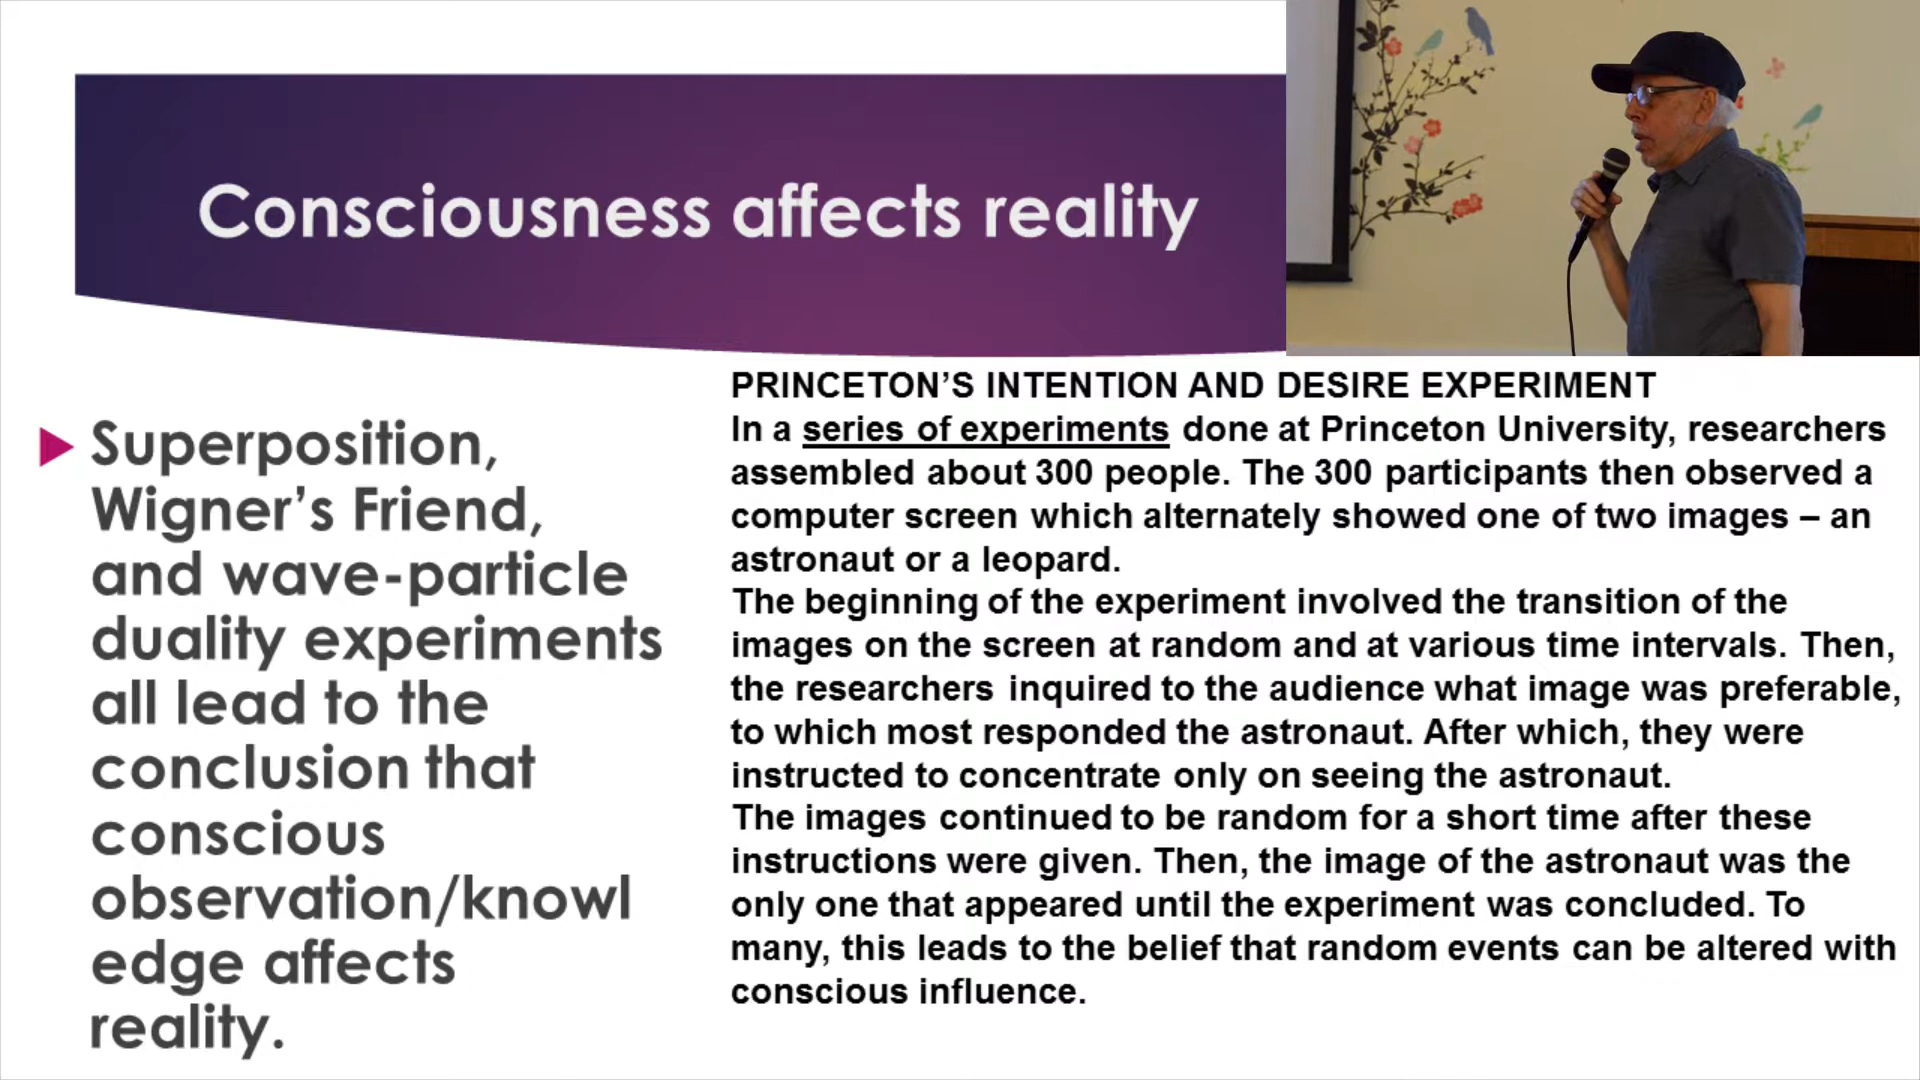 Consciousness affects reality
Superposition,
Wigner’s Friend,
and wave-particle
duality experiments
all lead to the
conclusion that
conscious
observation/knowl
edge affects
reality.
PRINCETON’S INTENTION AND DESIRE EXPERIMENT
In a series of experiments done at Princeton University, researchers
assembled about 300 people. The 300 participants then observed a
computer screen which alternately showed one of two images – an
astronaut or a leopard.
The beginning of the experiment involved the transition of the
images on the screen at random and at various time intervals. Then,
the researchers inquired to the audience what image was preferable,
to which most responded the astronaut. After which, they were
instructed to concentrate only on seeing the astronaut.
The images continued to be random for a short time after these
instructions were given. Then, the image of the astronaut was the
only one that appeared until the experiment was concluded. To
many, this leads to the belief that random events can be altered with
conscious influence.